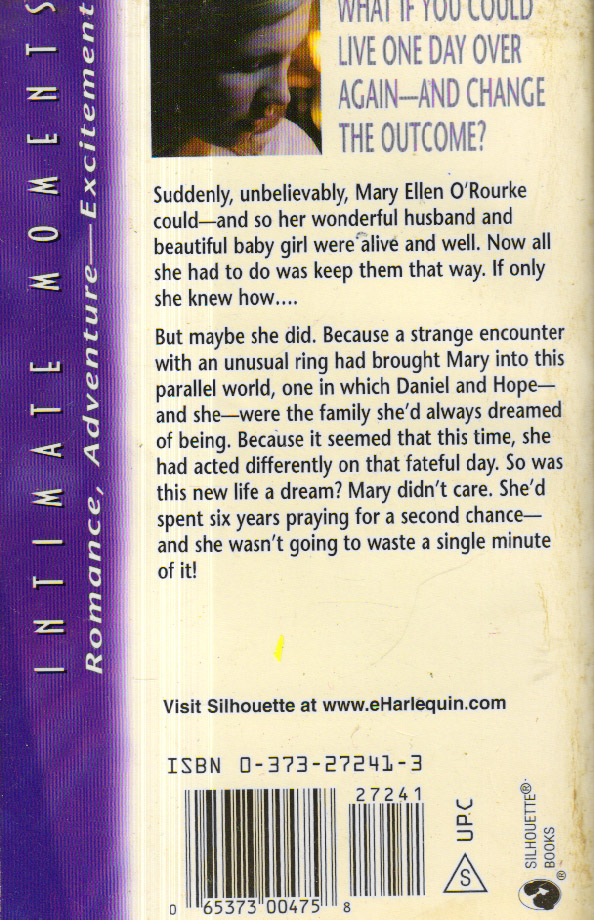 INTIMATE MOMENTS
Romance, Adventure—Excitement
WHAT IF YOU COULD
LIVE ONE DAY OVER
AGAIN—AND CHANGE
THE OUTCOME?
Suddenly, unbelievably, Mary Ellen O'Rourke
could—and so her wonderful husband and
beautiful baby girl were alive and well. Now all
she had to do was keep them that way. If only
she knew how....
But maybe she did. Because a strange encounter
with an unusual ring had brought Mary into this
parallel world, one in which Daniel and Hope—
and she—were the family she'd always dreamed
of being. Because it seemed that this time, she
had acted differently on that fateful day. So was
this new life a dream? Mary didn't care. She'd
spent six years praying for a second chance—
and she wasn't going to waste a single minute
of it!
Visit Silhouette at www.eHarlequin.com
ISBN 0-373-27241-3
27241
0 65373 00475 8
UPC
S
SILHOUETTE®
BOOKS
®